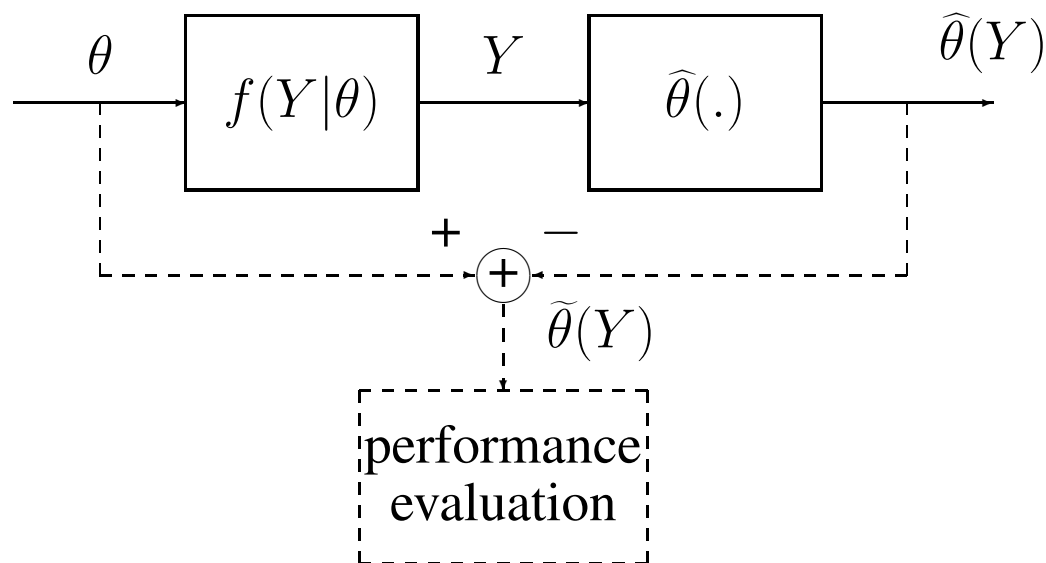 θ
f(Y|θ)
Y
θ̂(.)
θ̂(Y)
+
−
+
θ̃(Y)
performance
evaluation